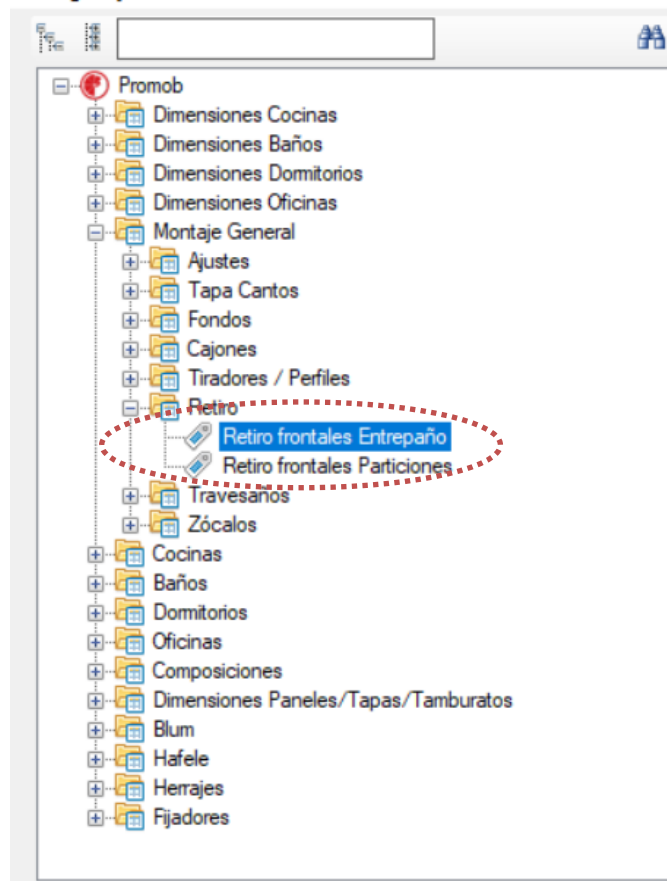 Promob
Dimensiones Cocinas
Dimensiones Baños
Dimensiones Dormitorios
Dimensiones Oficinas
Montaje General
Ajustes
Tapa Cantos
Fondos
Cajones
Tiradores / Perfiles
Retiro
Retiro frontales Entrepaño
Retiro frontales Particiones
Travesaños
Zócalos
Cocinas
Baños
Dormitorios
Oficinas
Composiciones
Dimensiones Paneles/Tapas/Tamburatos
Blum
Hafele
Herrajes
Fijadores